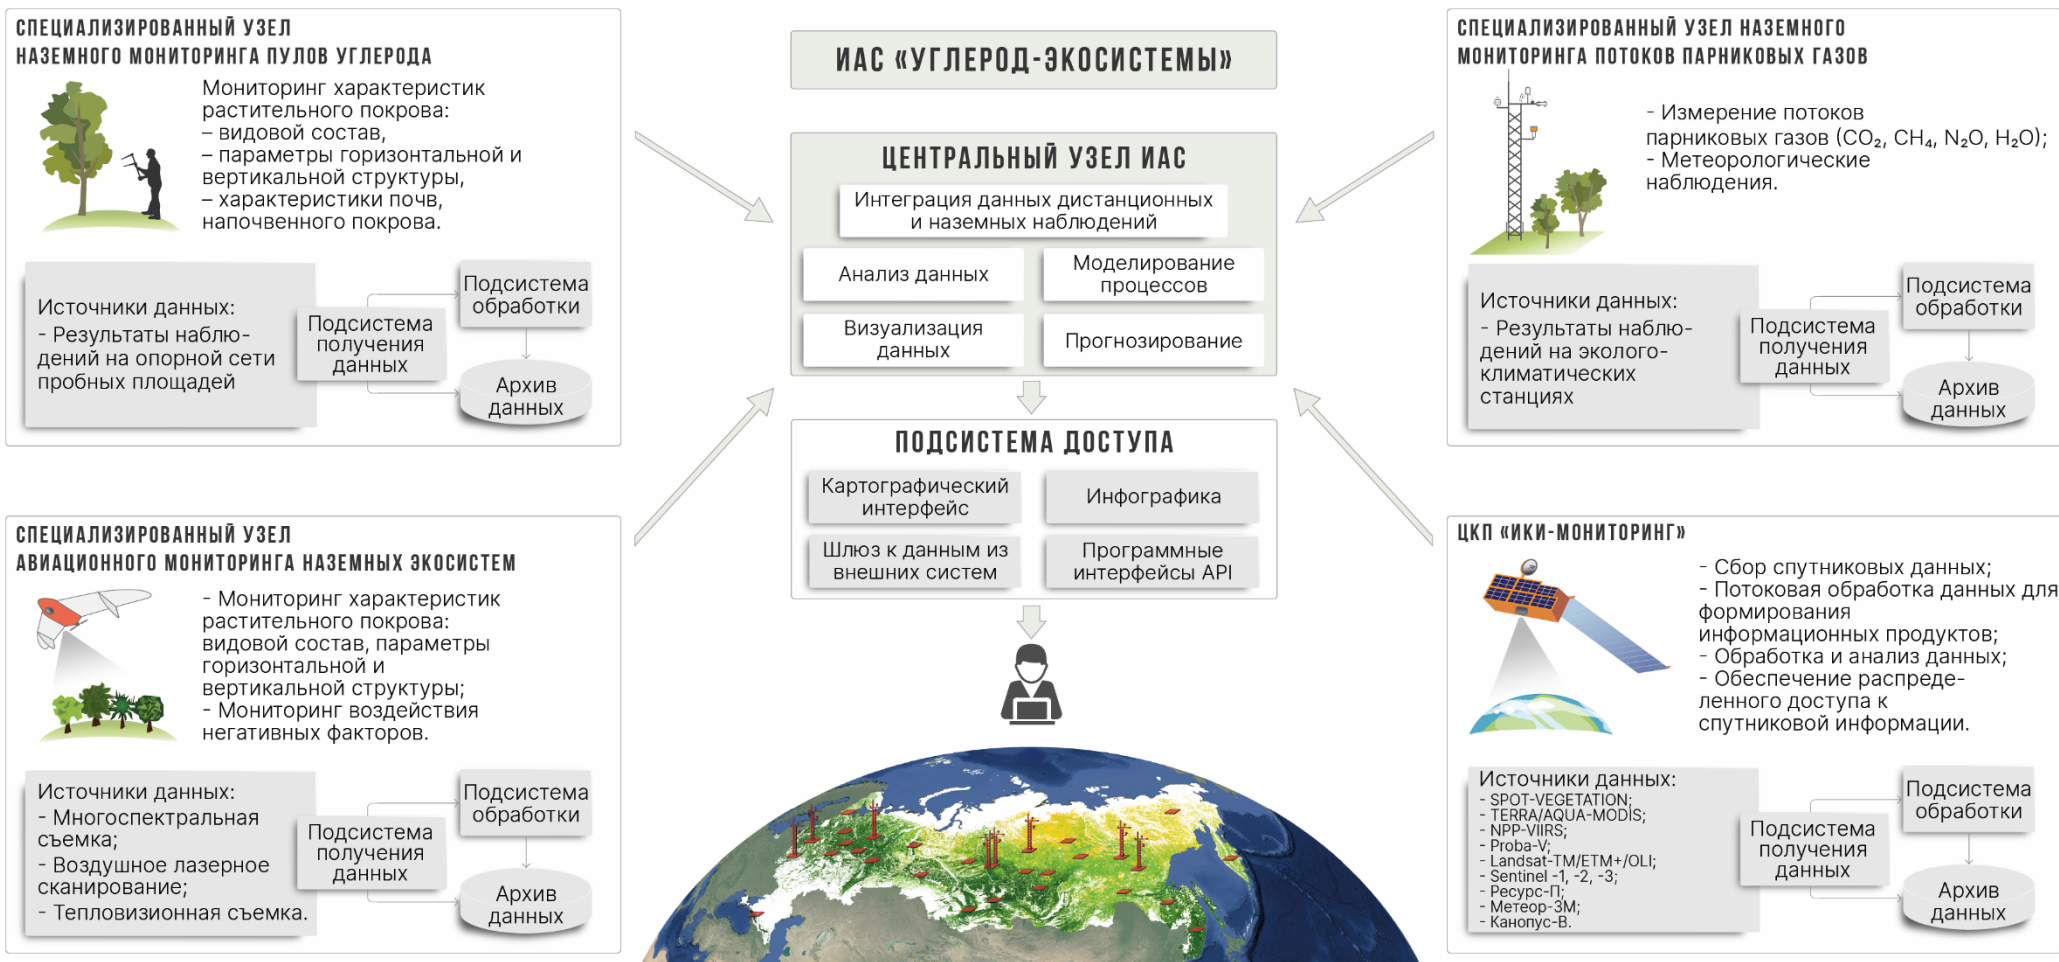 СПЕЦИАЛИЗИРОВАННЫЙ УЗЕЛ
НАЗЕМНОГО МОНИТОРИНГА ПУЛОВ УГЛЕРОДА
Мониторинг характеристик
растительного покрова:
– видовой состав,
– параметры горизонтальной и
вертикальной структуры,
– характеристики почв,
напочвенного покрова.
Источники данных:
- Результаты наблю-
дений на опорной сети
пробных площадей
Подсистема
получения
данных
Подсистема
обработки
Архив
данных
СПЕЦИАЛИЗИРОВАННЫЙ УЗЕЛ
АВИАЦИОННОГО МОНИТОРИНГА НАЗЕМНЫХ ЭКОСИСТЕМ
- Мониторинг характеристик
растительного покрова:
видовой состав, параметры
горизонтальной и
вертикальной структуры;
- Мониторинг воздействия
негативных факторов.
Источники данных:
- Многоспектральная
съемка;
- Воздушное лазерное
сканирование;
- Тепловизионная съемка.
Подсистема
получения
данных
Подсистема
обработки
Архив
данных
ИАС «УГЛЕРОД-ЭКОСИСТЕМЫ»
ЦЕНТРАЛЬНЫЙ УЗЕЛ ИАС
Интеграция данных дистанционных
и наземных наблюдений
Анализ данных
Моделирование
процессов
Визуализация
данных
Прогнозирование
ПОДСИСТЕМА ДОСТУПА
Картографический
интерфейс
Инфографика
Шлюз к данным из
внешних систем
Программные
интерфейсы API
СПЕЦИАЛИЗИРОВАННЫЙ УЗЕЛ НАЗЕМНОГО
МОНИТОРИНГА ПОТОКОВ ПАРНИКОВЫХ ГАЗОВ
- Измерение потоков
парниковых газов (CO₂, CH₄, N₂O, H₂O);
- Метеорологические
наблюдения.
Источники данных:
- Результаты наблю-
дений на эколого-
климатических
станциях
Подсистема
получения
данных
Подсистема
обработки
Архив
данных
ЦКП «ИКИ-МОНИТОРИНГ»
- Сбор спутниковых данных;
- Потоковая обработка данных для
формирования
информационных продуктов;
- Обработка и анализ данных;
- Обеспечение распреде-
ленного доступа к
спутниковой информации.
Источники данных:
- SPOT-VEGETATION;
- TERRA/AQUA-MODIS;
- NPP-VIIRS;
- Proba-V;
- Landsat-TM/ETM+/OLI;
- Sentinel -1, -2, -3;
- Ресурс-П;
- Метеор-3М;
- Канопус-В.
Подсистема
получения
данных
Подсистема
обработки
Архив
данных